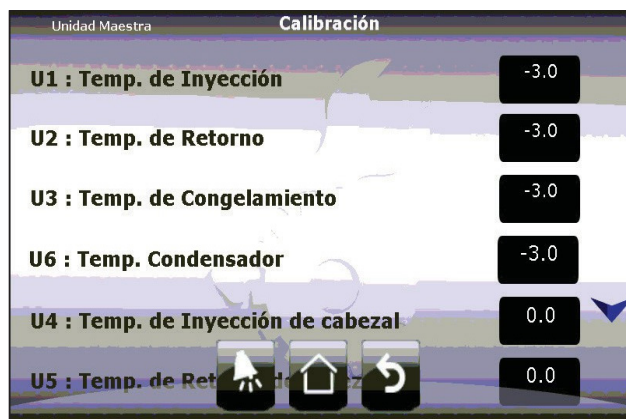 Unidad Maestra Calibración
U1 : Temp. de Inyección -3.0
U2 : Temp. de Retorno -3.0
U3 : Temp. de Congelamiento -3.0
U6 : Temp. Condensador -3.0
U4 : Temp. de Inyección de cabezal 0.0
U5 : Temp. de 0.0